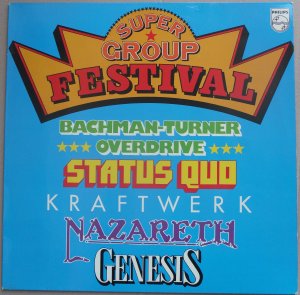 PHILIPS
SUPER
GROUP
FESTIVAL
BACHMAN-TURNER
OVERDRIVE
STATUS QUO
KRAFTWERK
NAZARETH
GENESIS